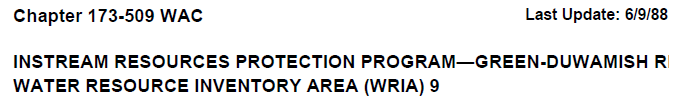 Chapter 173-509 WAC Last Update: 6/9/88
INSTREAM RESOURCES PROTECTION PROGRAM—GREEN-DUWAMISH
WATER RESOURCE INVENTORY AREA (WRIA) 9